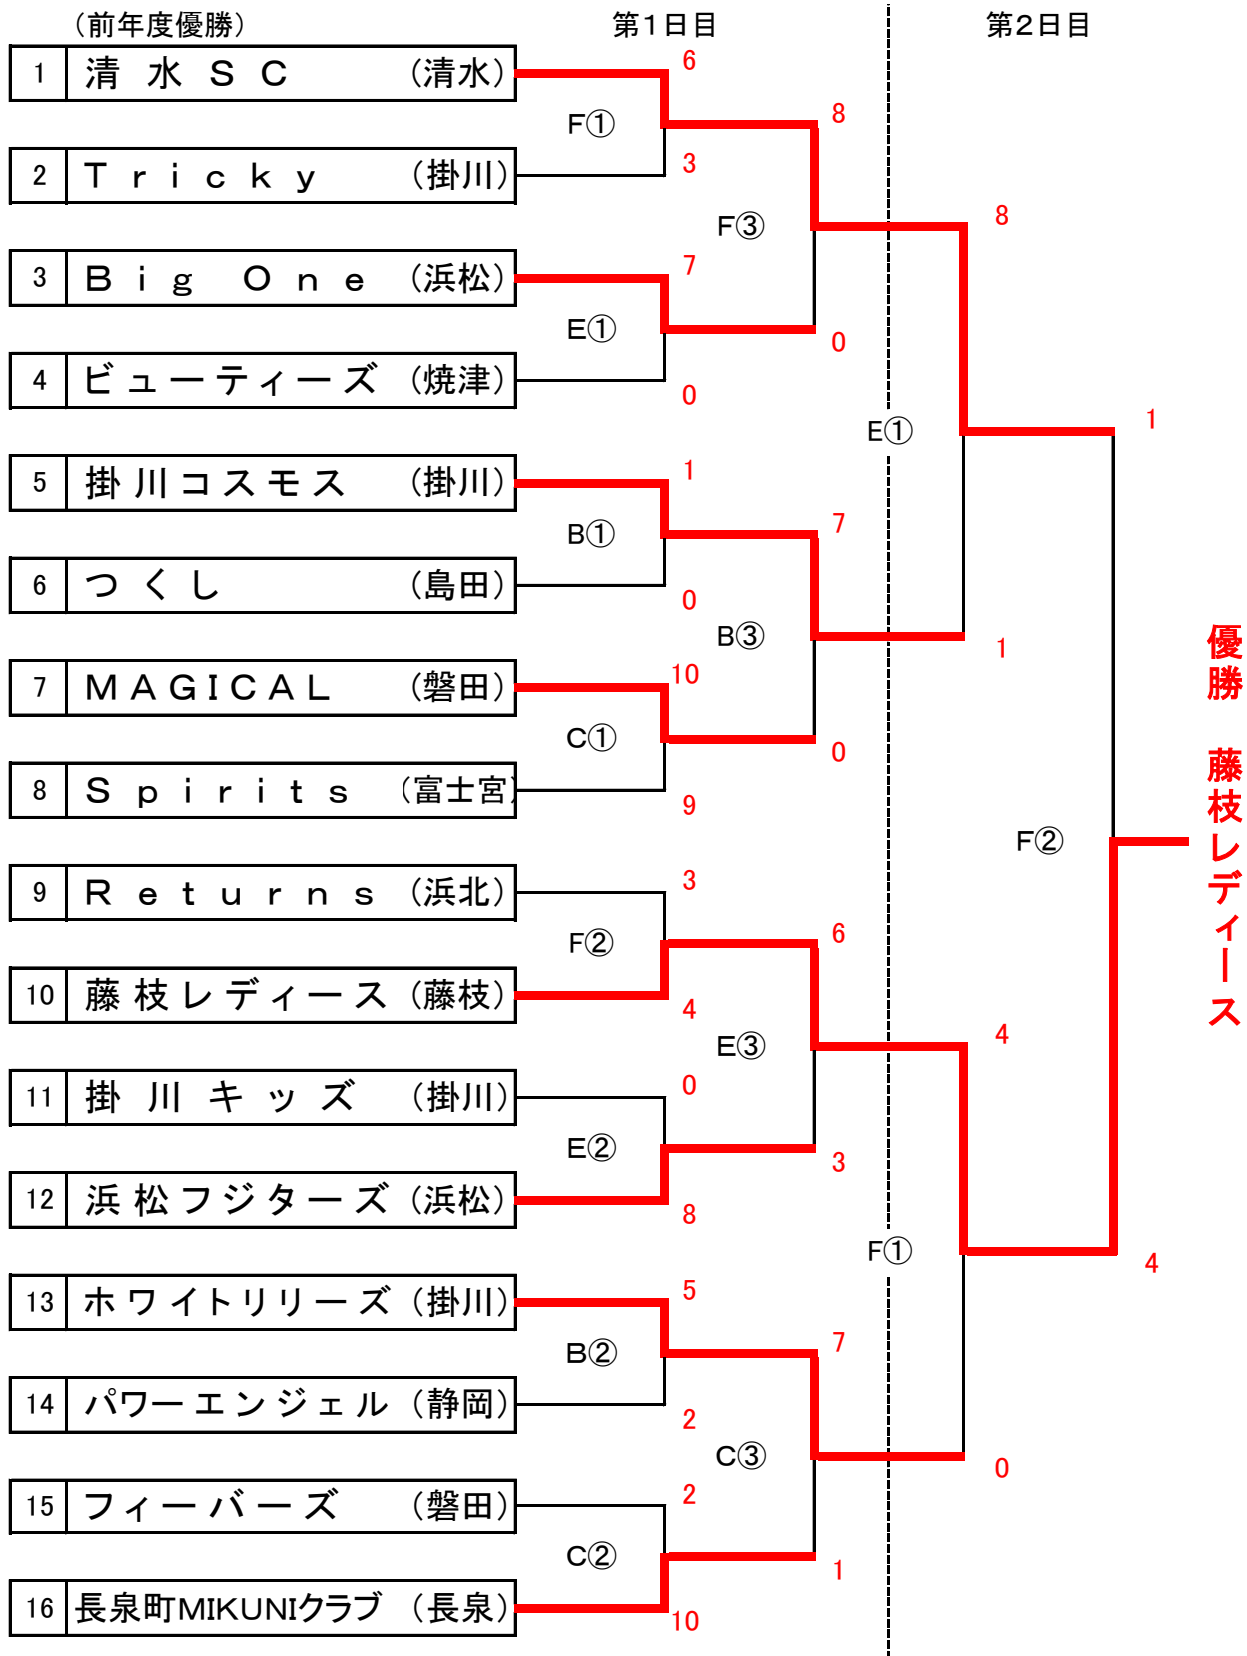 (前年度優勝) 第1日目 第2日目
1 清水SC (清水) 6
F① 8
2 Tricky (掛川) 3
F③ 8
3 Big One (浜松) 7
E① 0
4 ビューティーズ (焼津) 0
E① 1
5 掛川コスモス (掛川) 1
B① 7
6 つくし (島田) 0
B③ 1
7 MAGICAL (磐田) 10
C① 0
8 Spirits (富士宮) 9
F②
優勝 藤枝レディース
9 Returns (浜北) 3
F② 6
10 藤枝レディース (藤枝) 4
E③ 4
11 掛川キッズ (掛川) 0
E② 3
12 浜松フジターズ (浜松) 8
F① 4
13 ホワイトリリーズ (掛川) 5
B② 7
14 パワーエンジェル (静岡) 2
C③ 0
15 フィーバーズ (磐田) 2
C② 1
16 長泉町MIKUNIクラブ (長泉) 10